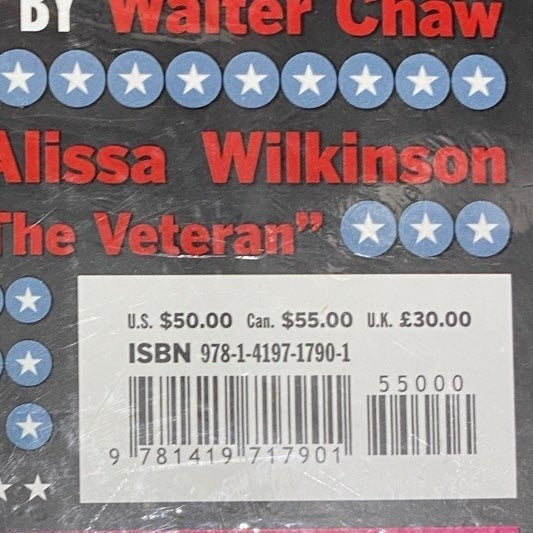 BY Walter Chaw
Alissa Wilkinson
The Veteran”
U.S. $50.00 Can. $55.00 U.K. £30.00
ISBN 978-1-4197-1790-1
55000
9 781419 717901